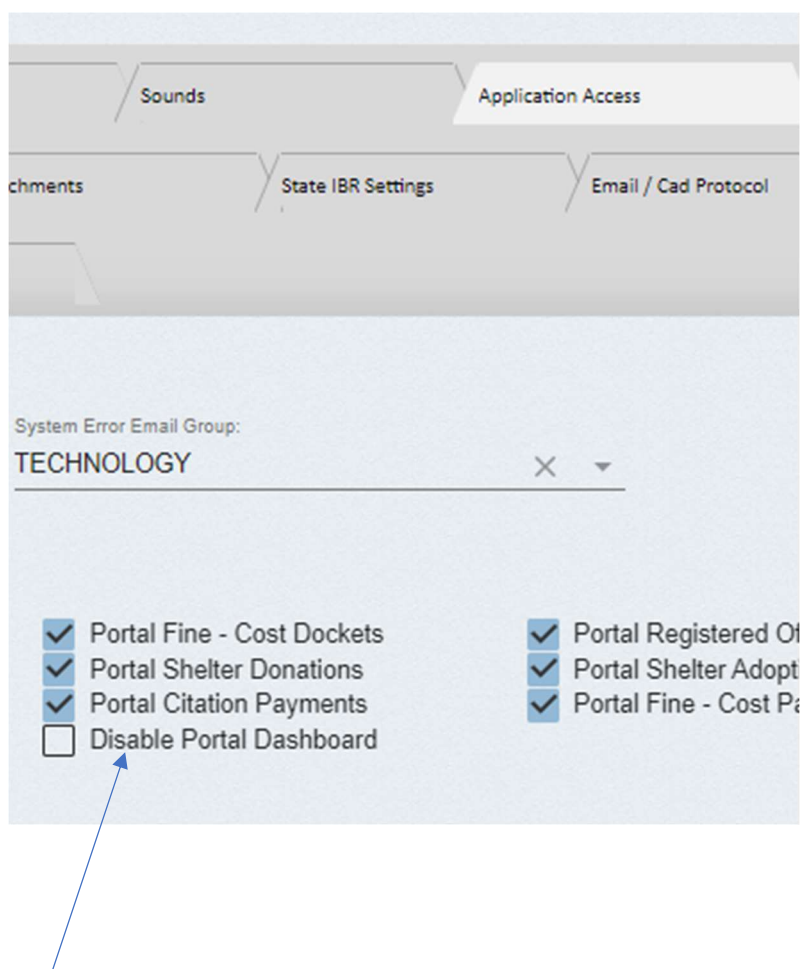 Sounds
Application Access
chments
State IBR Settings
Email / Cad Protocol
System Error Email Group:
TECHNOLOGY
Portal Fine - Cost Dockets
Portal Registered Of
Portal Shelter Donations
Portal Shelter Adopt
Portal Citation Payments
Portal Fine - Cost Pa
Disable Portal Dashboard